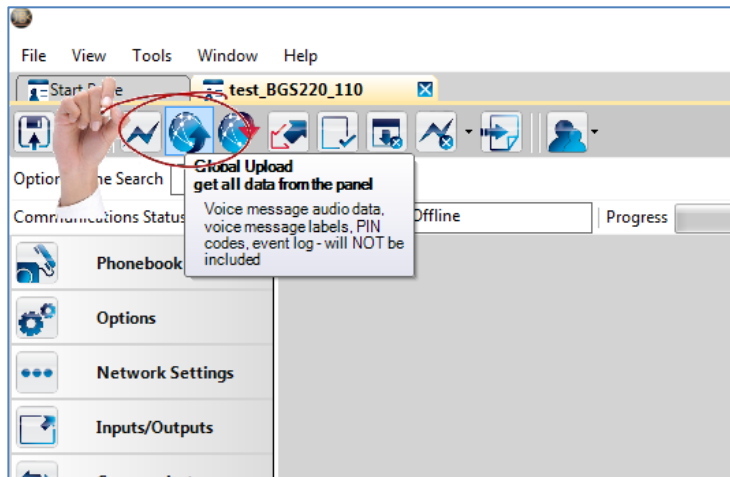 File View Tools Window Help
Start test_BGS220_110
Global Upload
get all data from the panel
Search
Voice message audio data,
voice message labels, PIN
codes, event log - will NOT be
included
Communications Status Offline Progress
Phonebook
Options
Network Settings
Inputs/Outputs